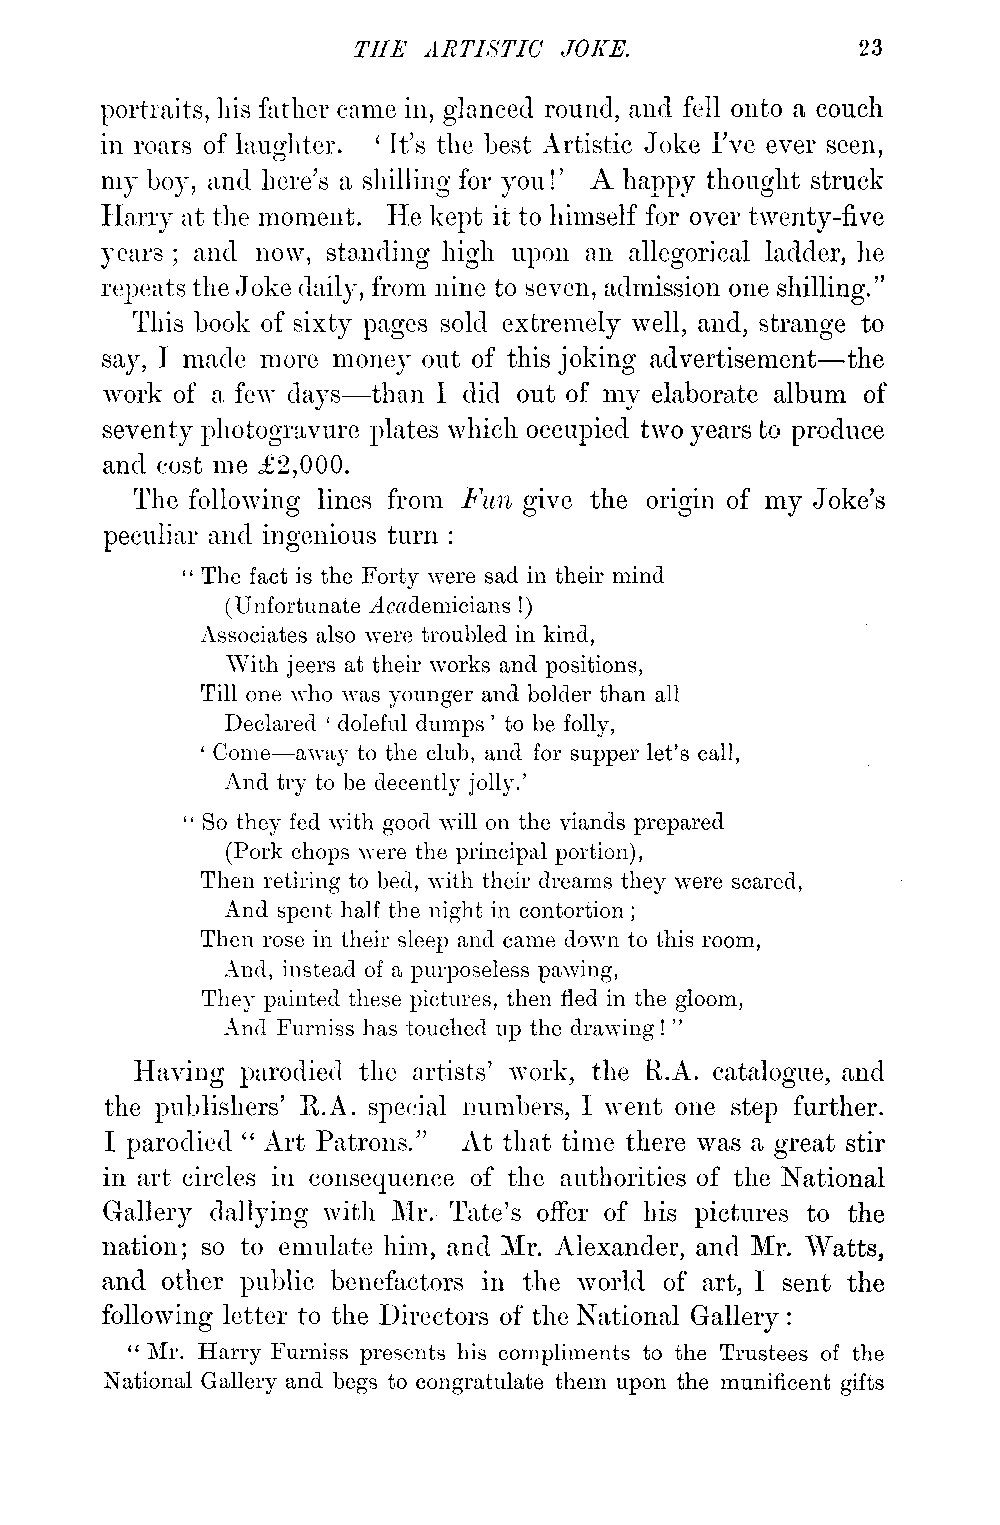 THE ARTISTIC JOKE. 23
portraits, his father came in, glanced round, and fell onto a couch
in roars of laughter. ‘ It’s the best Artistic Joke I’ve ever seen,
my boy, and here’s a shilling for you!’ A happy thought struck
Harry at the moment. He kept it to himself for over twenty-five
years ; and now, standing high upon an allegorical ladder, he
repeats the Joke daily, from nine to seven, admission one shilling.”
This book of sixty pages sold extremely well, and, strange to
say, I made more money out of this joking advertisement—the
work of a few days—than I did out of my elaborate album of
seventy photogravure plates which occupied two years to produce
and cost me £2,000.
The following lines from Fun give the origin of my Joke’s
peculiar and ingenious turn :
“ The fact is the Forty were sad in their mind
(Unfortunate Academicians !)
Associates also were troubled in kind,
With jeers at their works and positions,
Till one who was younger and bolder than all
Declared ‘ doleful dumps ’ to be folly,
‘ Come—away to the club, and for supper let’s call,
And try to be decently jolly.’
“ So they fed with good will on the viands prepared
(Pork chops were the principal portion),
Then retiring to bed, with their dreams they were scared,
And spent half the night in contortion ;
Then rose in their sleep and came down to this room,
And, instead of a purposeless pawing,
They painted these pictures, then fled in the gloom,
And Furniss has touched up the drawing! ”
Having parodied the artists’ work, the R.A. catalogue, and
the publishers’ R.A. special numbers, I went one step further.
I parodied “ Art Patrons.” At that time there was a great stir
in art circles in consequence of the authorities of the National
Gallery dallying with Mr. Tate’s offer of his pictures to the
nation; so to emulate him, and Mr. Alexander, and Mr. Watts,
and other public benefactors in the world of art, I sent the
following letter to the Directors of the National Gallery :
“ Mr. Harry Furniss presents his compliments to the Trustees of the
National Gallery and begs to congratulate them upon the munificent gifts